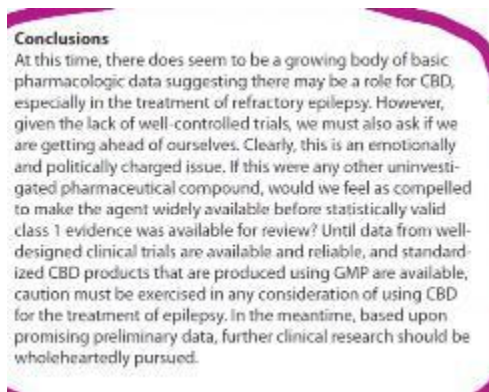 Conclusions
At this time, there does seem to be a growing body of basic
pharmacologic data suggesting there may be a role for CBD,
especially in the treatment of refractory epilepsy. However,
given the lack of well-controlled trials, we must also ask if we
are getting ahead of ourselves. Clearly, this is an emotionally
and politically charged issue. If this were any other uninvesti-
gated pharmaceutical compound, would we feel as compelled
to make the agent widely available before statistically valid
class 1 evidence was available for review? Until data from well-
designed clinical trials are available and reliable, and standard-
ized CBD products that are produced using GMP are available,
caution must be exercised in any consideration of using CBD
for the treatment of epilepsy. In the meantime, based upon
promising preliminary data, further clinical research should be
wholeheartedly pursued.